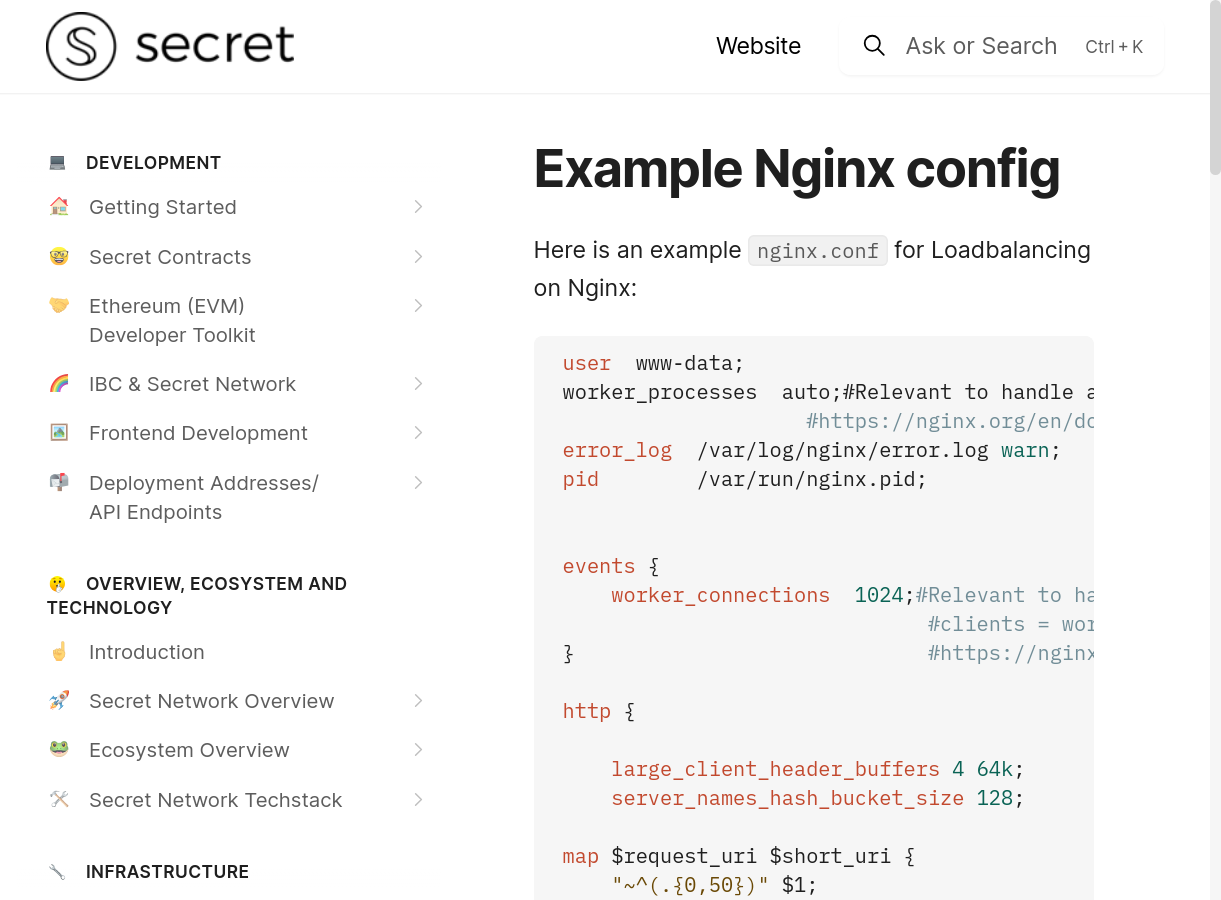 secret
Website
Ask or Search
Ctrl + K
DEVELOPMENT
Getting Started
Secret Contracts
Ethereum (EVM)
Developer Toolkit
IBC & Secret Network
Frontend Development
Deployment Addresses/
API Endpoints
OVERVIEW, ECOSYSTEM AND
TECHNOLOGY
Introduction
Secret Network Overview
Ecosystem Overview
Secret Network Techstack
INFRASTRUCTURE
Example Nginx config
Here is an example nginx.conf for Loadbalancing
on Nginx:
user  www-data;
worker_processes  auto;#Relevant to handle a
#https://nginx.org/en/do
error_log  /var/log/nginx/error.log warn;
pid        /var/run/nginx.pid;
events {
worker_connections  1024;#Relevant to ha
#clients = wor
}                             #https://nginx
http {
large_client_header_buffers 4 64k;
server_names_hash_bucket_size 128;
map $request_uri $short_uri {
"~^(.{0,50})" $1;